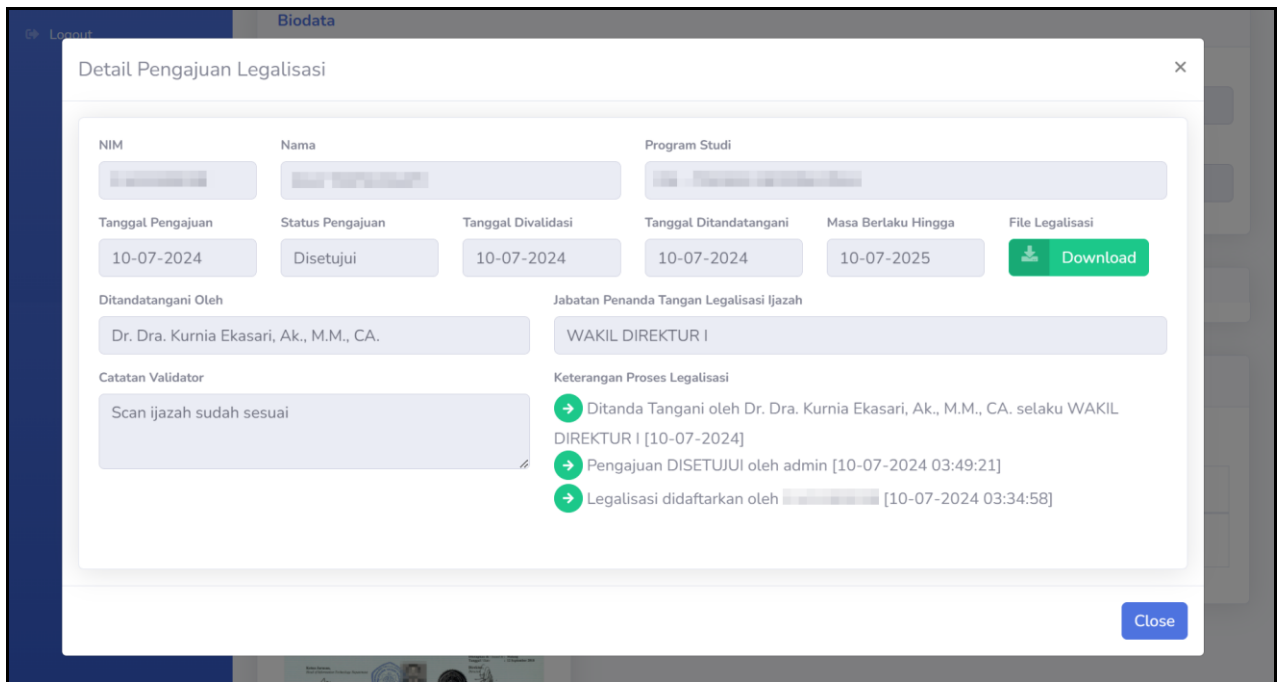 Logout
Biodata
Detail Pengajuan Legalisasi
×
NIM
Nama
Program Studi
Tanggal Pengajuan
Status Pengajuan
Tanggal Divalidasi
Tanggal Ditandatangani
Masa Berlaku Hingga
File Legalisasi
10-07-2024
Disetujui
10-07-2024
10-07-2024
10-07-2025
Download
Ditandatangani Oleh
Jabatan Penanda Tangan Legalisasi Ijazah
Dr. Dra. Kurnia Ekasari, Ak., M.M., CA.
WAKIL DIREKTUR I
Catatan Validator
Keterangan Proses Legalisasi
Scan ijazah sudah sesuai
Ditanda Tangani oleh Dr. Dra. Kurnia Ekasari, Ak., M.M., CA. selaku WAKIL
DIREKTUR I [10-07-2024]
Pengajuan DISETUJUI oleh admin [10-07-2024 03:49:21]
Legalisasi didaftarkan oleh [10-07-2024 03:34:58]
Close